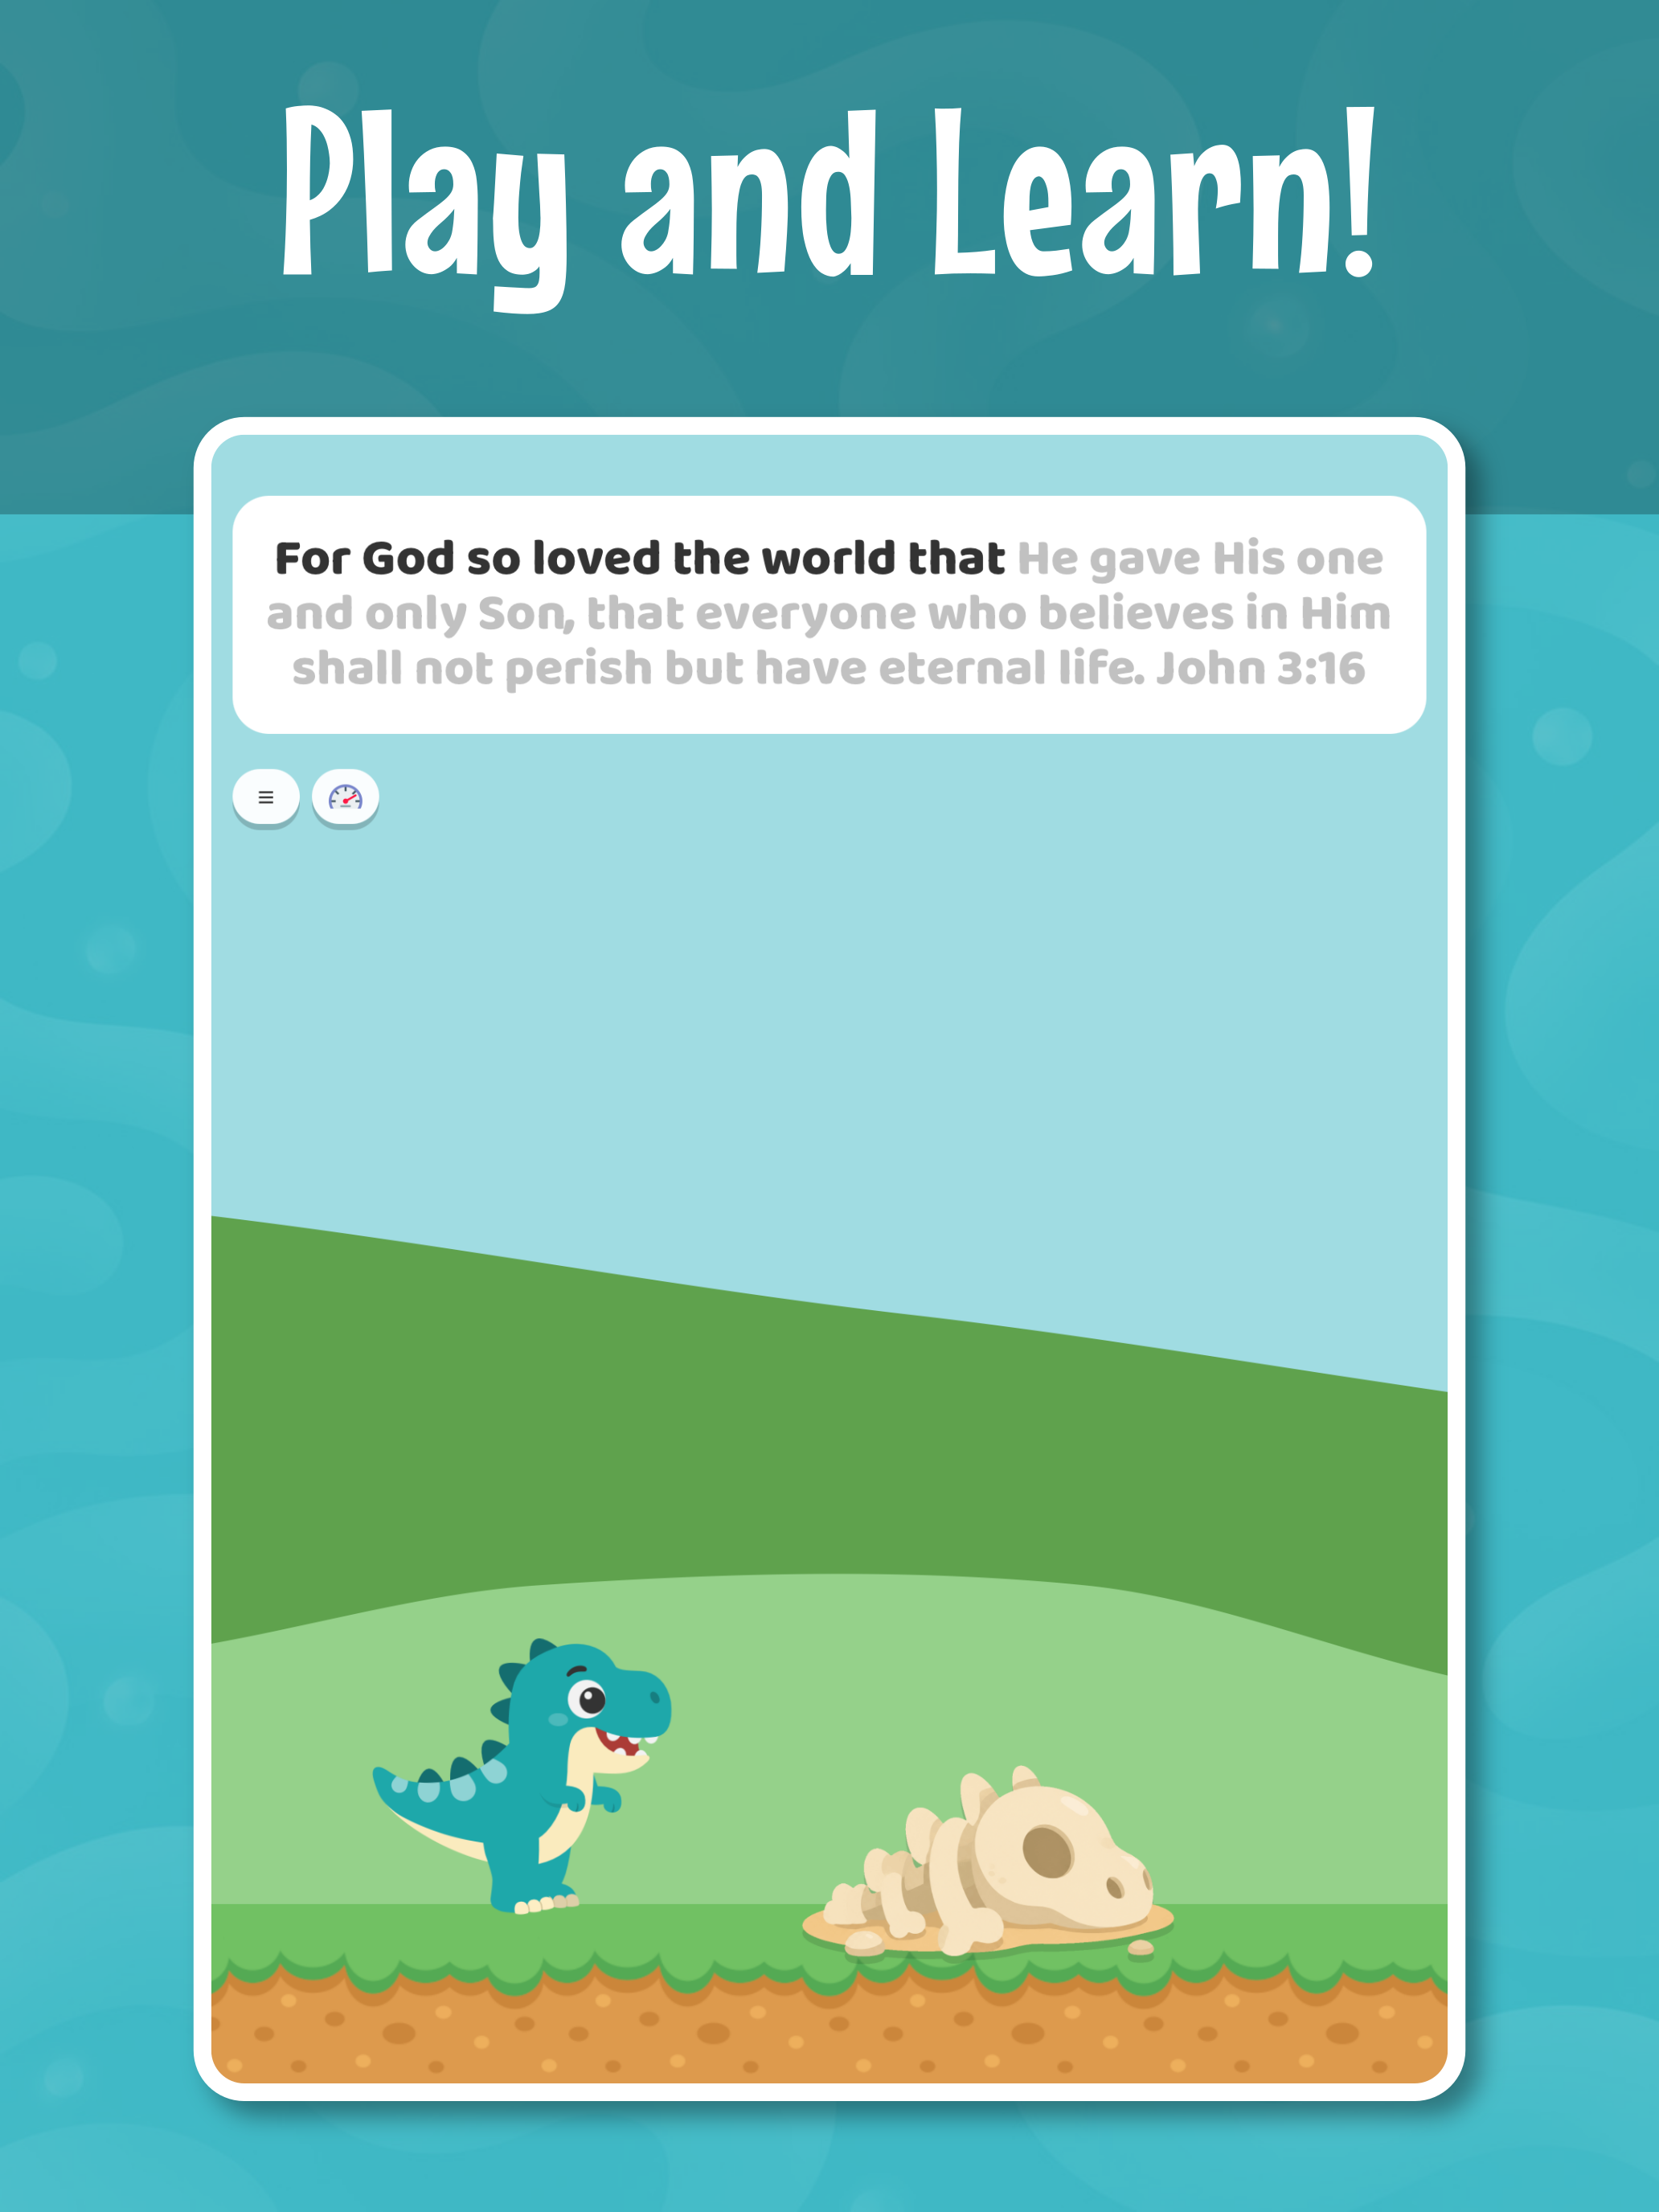 Play and Learn!
For God so loved the world that He gave His one
and only Son, that everyone who believes in Him
shall not perish but have eternal life. John 3:16